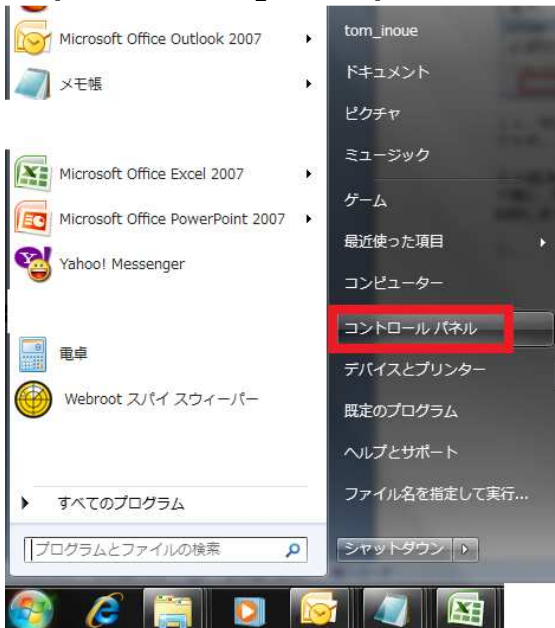 Microsoft Office Outlook 2007
メモ帳
Microsoft Office Excel 2007
Microsoft Office PowerPoint 2007
Yahoo! Messenger
電卓
Webroot スパイ スウィーパー
すべてのプログラム
プログラムとファイルの検索
tom_inoue
ドキュメント
ピクチャ
ミュージック
ゲーム
最近使った項目
コンピューター
コントロール パネル
デバイスとプリンター
既定のプログラム
ヘルプとサポート
ファイル名を指定して実行...
シャットダウン